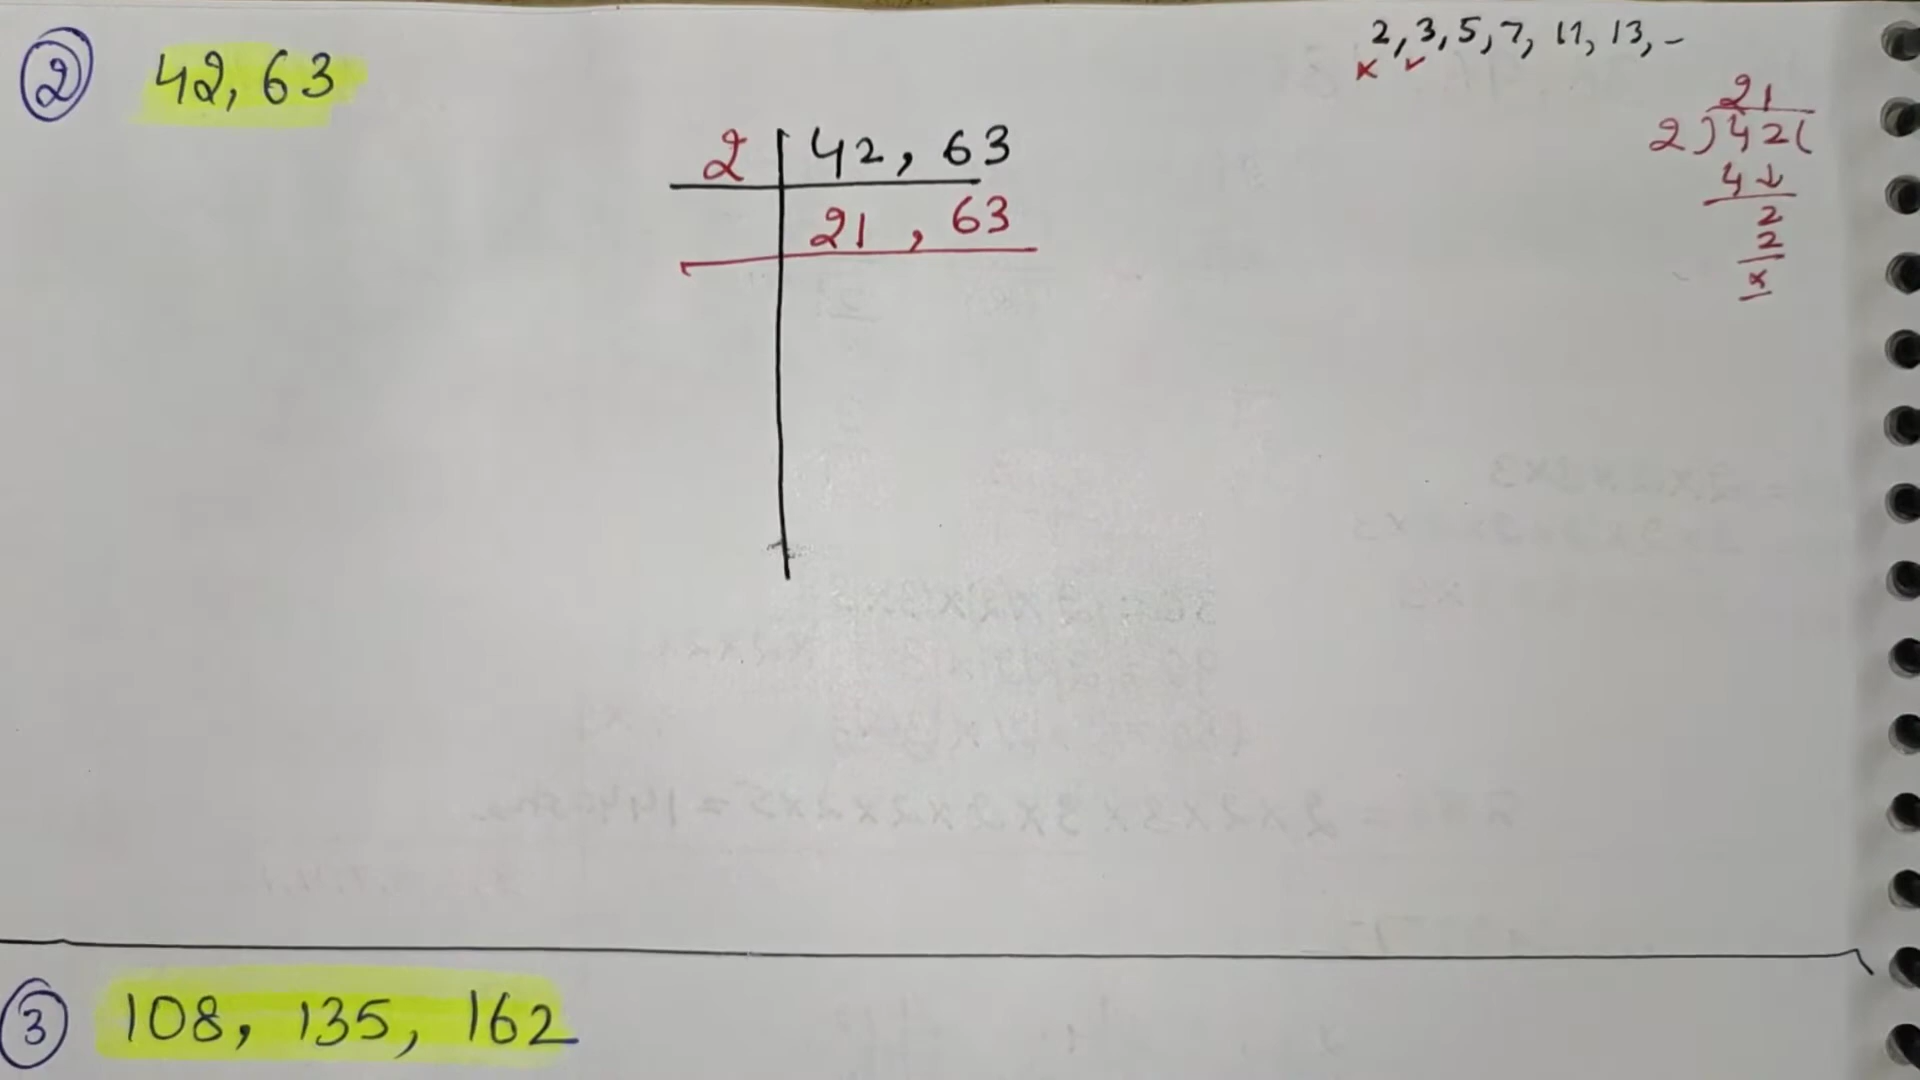 2, 3, 5, 7, 11, 13, –
× ✓
② 42, 63
2 | 42, 63
21, 63
21
2 ) 42 (
4 ↓
2
2
×
③ 108, 135, 162